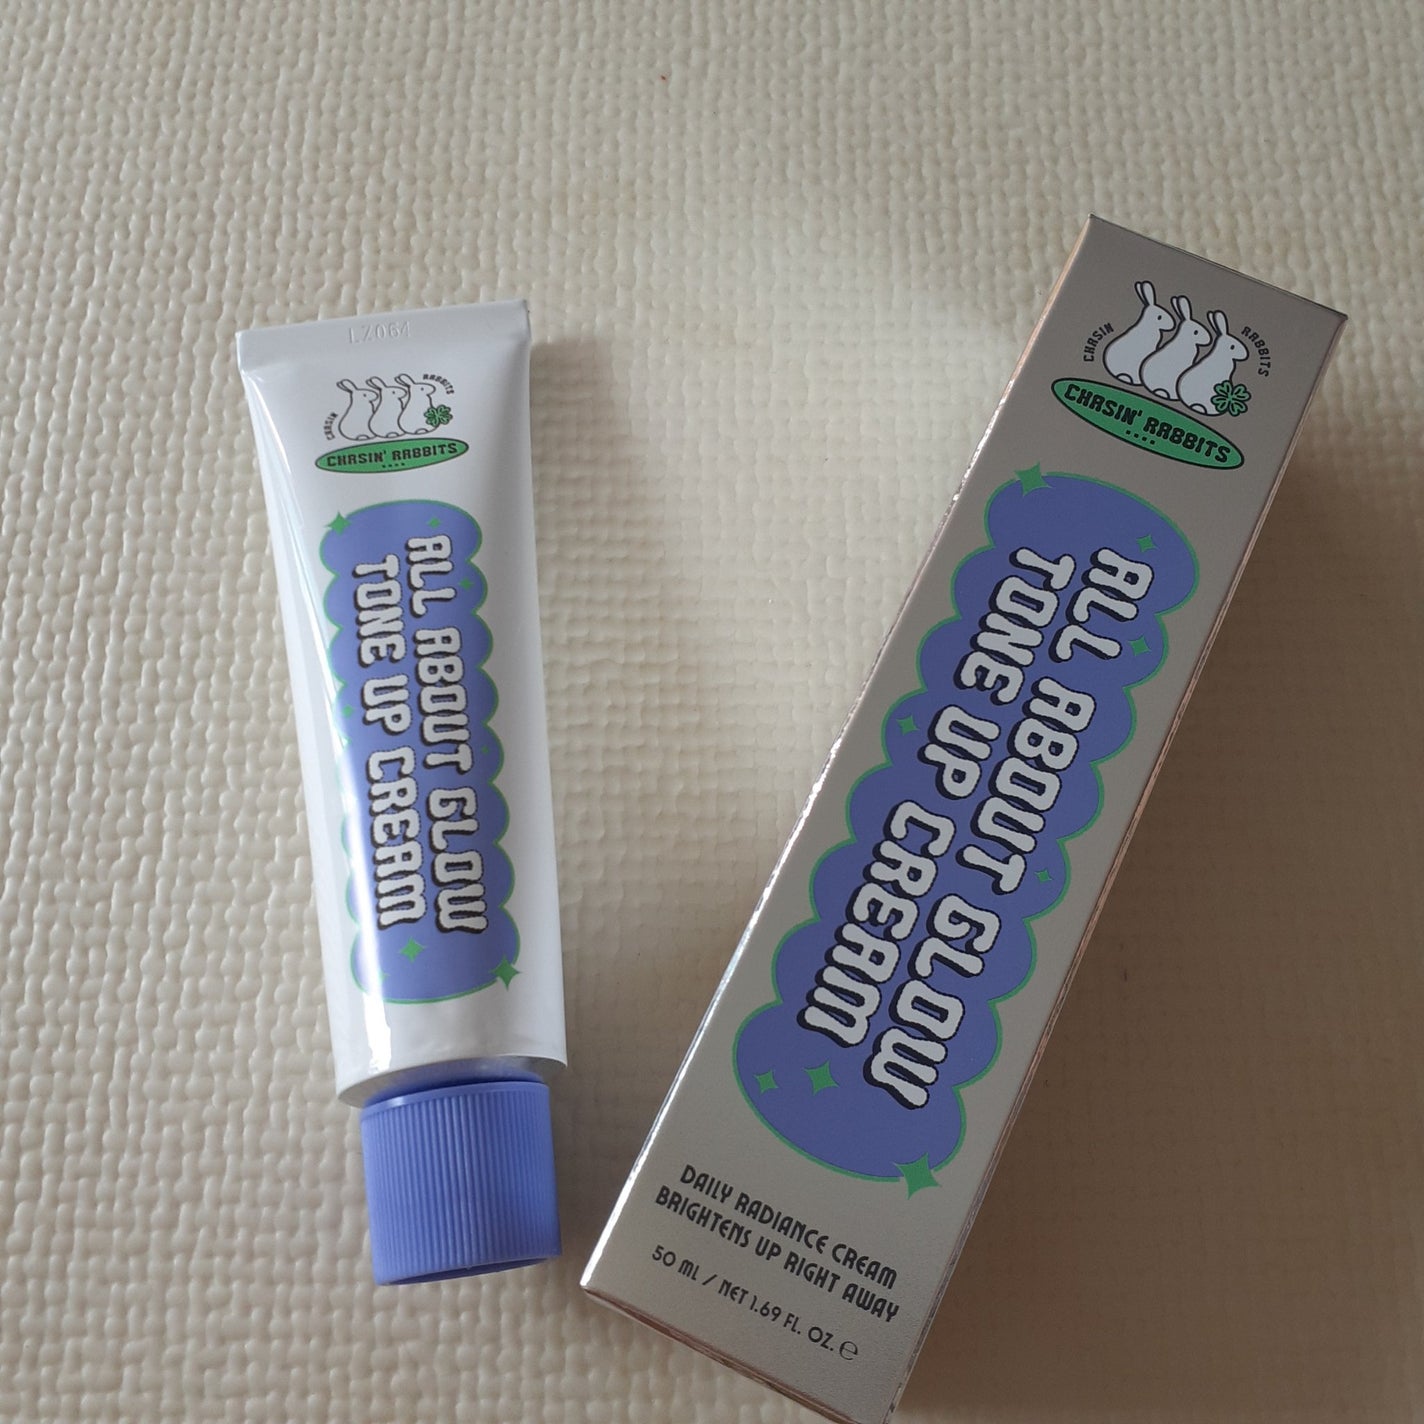 LZ064
CHASIN RABBITS
CHASIN' RABBITS
ALL ABOUT GLOW
TONE UP CREAM
CHASIN RABBITS
CHASIN' RABBITS
ALL ABOUT GLOW
TONE UP CREAM
DAILY RADIANCE CREAM
BRIGHTENS UP RIGHT AWAY
50 ML / NET 1.69 FL. OZ. ℮